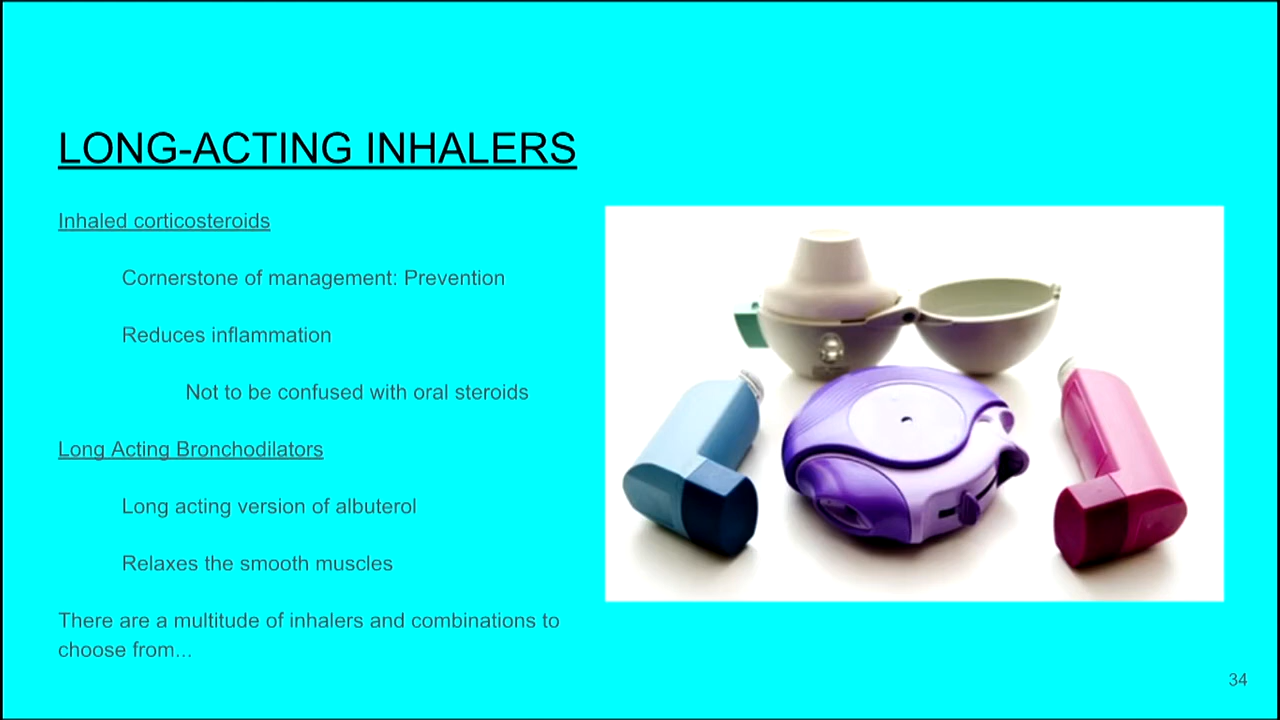 LONG-ACTING INHALERS
Inhaled corticosteroids
Cornerstone of management: Prevention
Reduces inflammation
Not to be confused with oral steroids
Long Acting Bronchodilators
Long acting version of albuterol
Relaxes the smooth muscles
There are a multitude of inhalers and combinations to
choose from...
34